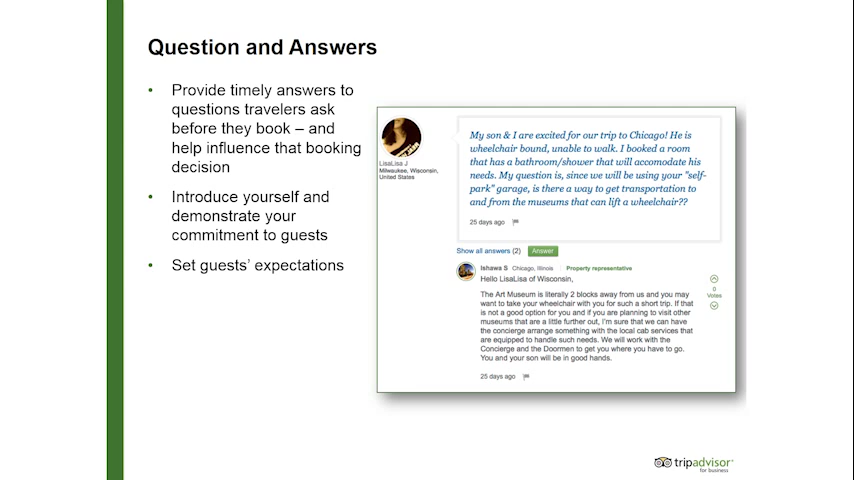 Question and Answers
• Provide timely answers to
questions travelers ask
before they book – and
help influence that booking
decision
• Introduce yourself and
demonstrate your
commitment to guests
• Set guests' expectations
LisaLisa J
Milwaukee, Wisconsin,
United States
My son & I are excited for our trip to Chicago! He is
wheelchair bound, unable to walk. I booked a room
that has a bathroom/shower that will accomodate his
needs. My question is, since we will be using your "self-
park" garage, is there a way to get transportation to
and from the museums that can lift a wheelchair??
25 days ago
Show all answers (2) Answer
Ishawa S Chicago, Illinois Property representative
Hello LisaLisa of Wisconsin,
The Art Museum is literally 2 blocks away from us and you may
want to take your wheelchair with you for such a short trip. If that
is not a good option for you and if you are planning to visit other
museums that are a little further out, I'm sure that we can have
the concierge arrange something with the local cab services that
are equipped to handle such needs. We will work with the
Concierge and the Doormen to get you where you have to go.
You and your son will be in good hands.
25 days ago
0
Votes
tripadvisor
for business